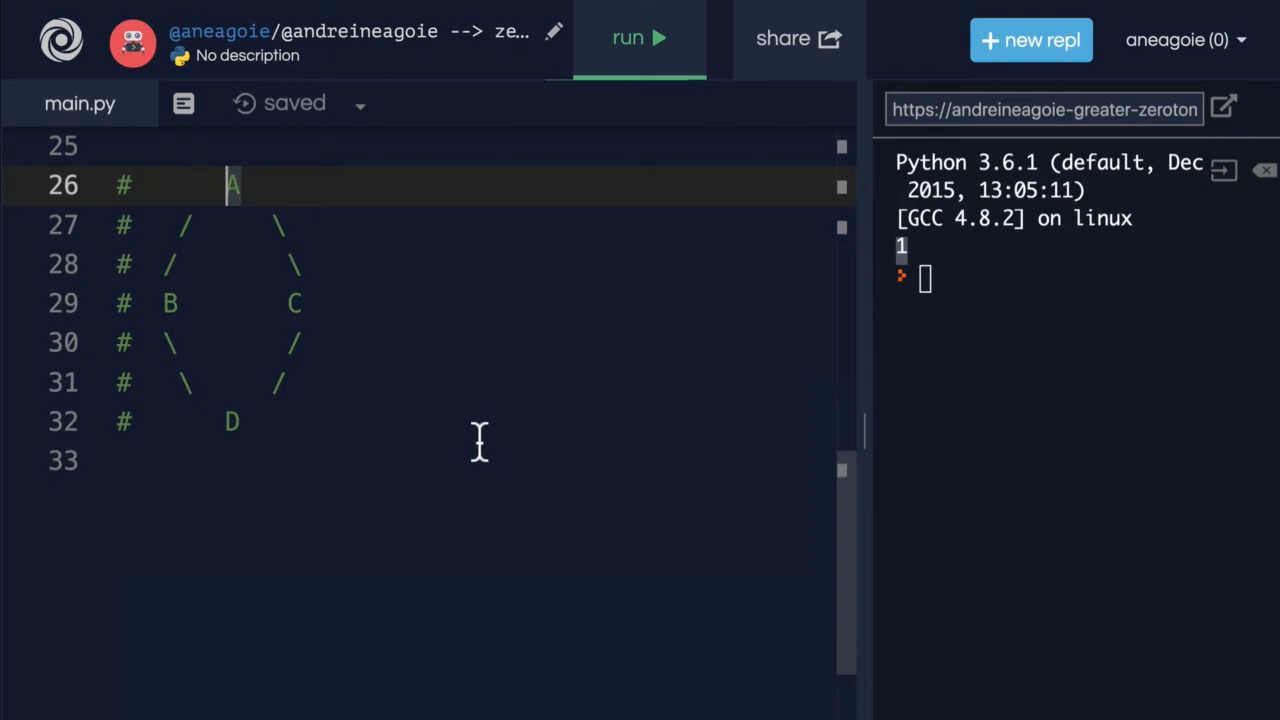 @aneagoie/@andreineagoie --> ze...
No description
run
share
+ new repl
aneagoie (0)
main.py
saved
https://andreineagoie-greater-zeroton
25
26 #      A
27 #   /     \
28 #  /       \
29 #  B       C
30 #  \       /
31 #   \     /
32 #      D
33
Python 3.6.1 (default, Dec
2015, 13:05:11)
[GCC 4.8.2] on linux
1